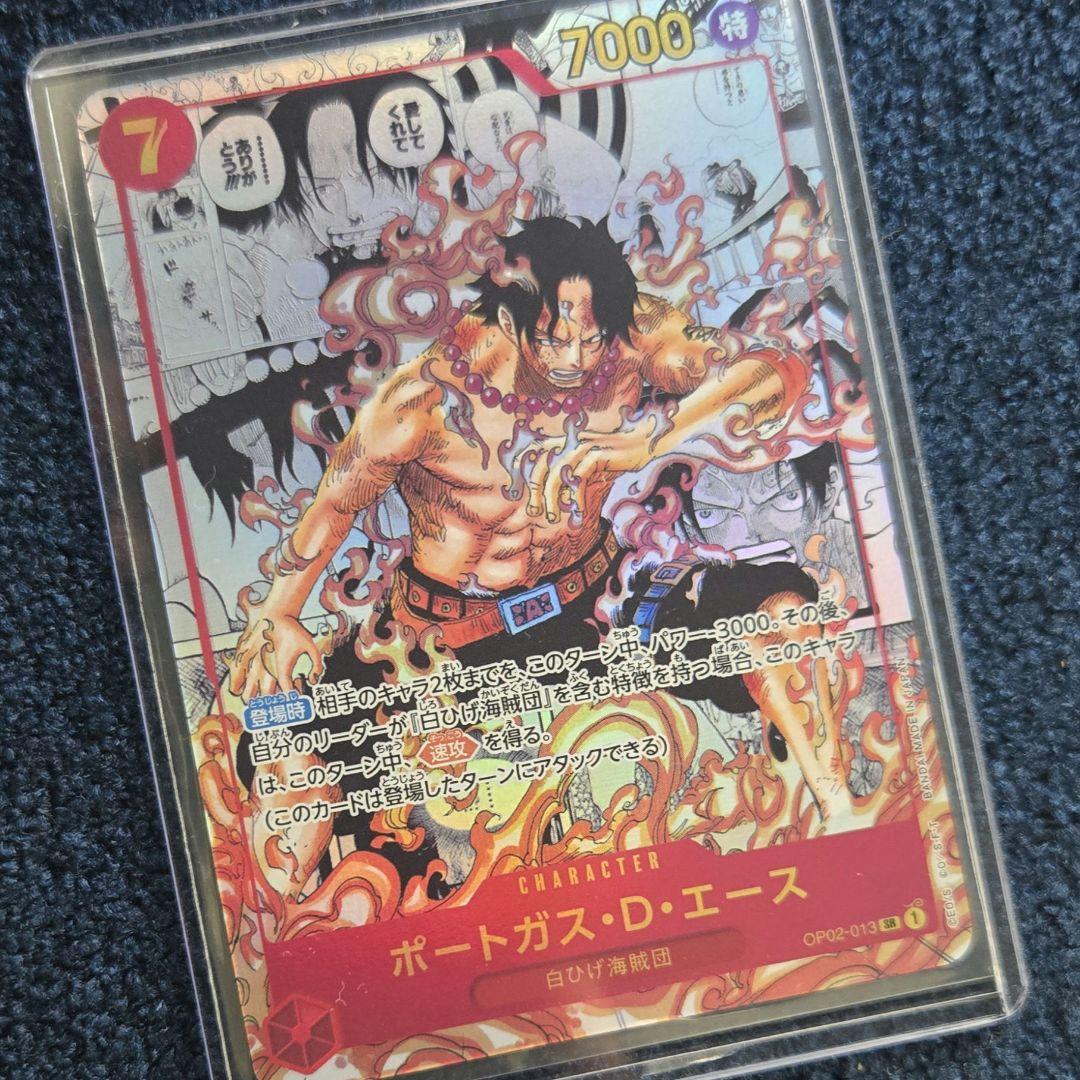 7
7000
特
…………
ありが
とう!!!
愛して
くれて
ドサ
登場時 相手のキャラ2枚までを、このターン中、パワー-3000。その後、
自分のリーダーが『白ひげ海賊団』を含む特徴を持つ場合、このキャラ
は、このターン中、速攻 を得る。
(このカードは登場したターンにアタックできる)
CHARACTER
ポートガス・D・エース
白ひげ海賊団
OP02-013 SR 1
©E.O/S. ©O/S,F,T BANDAI MADE IN JAPAN